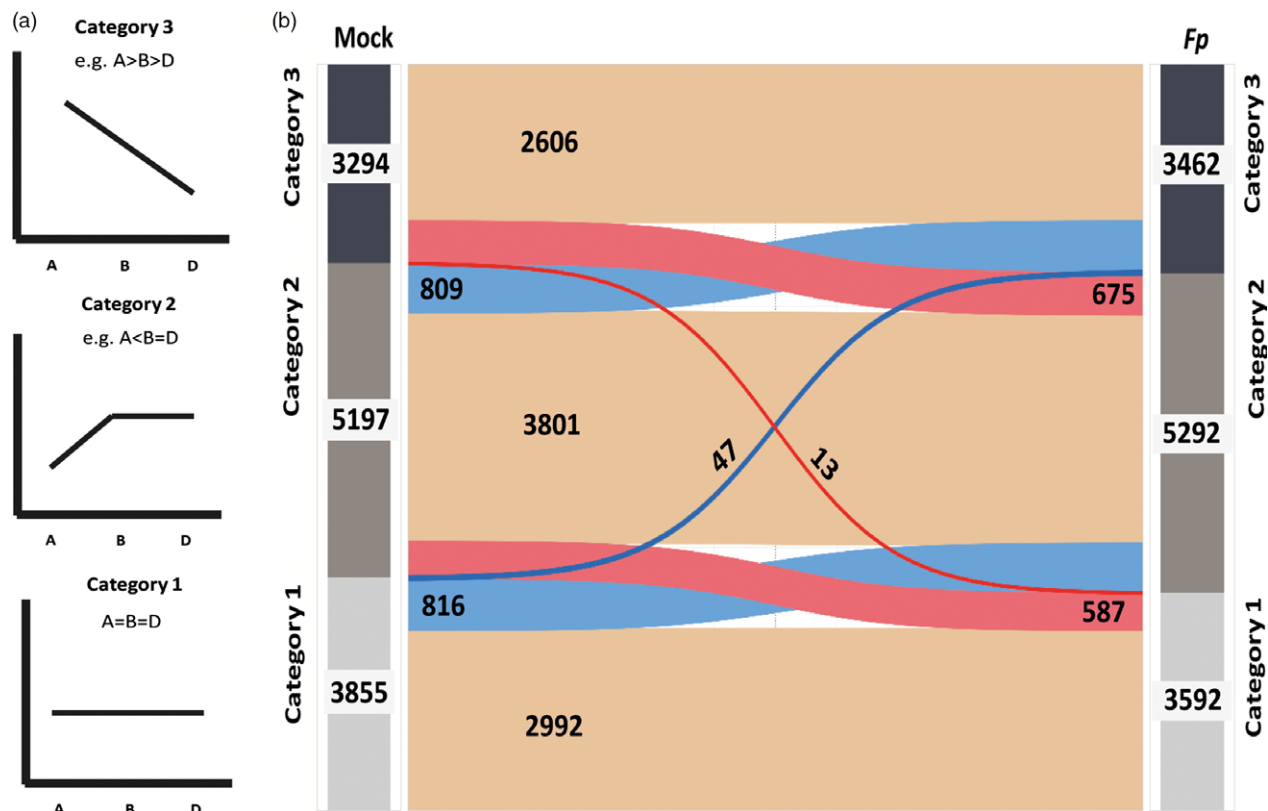 (a)
Category 3
e.g. A>B>D
A B D
Category 2
e.g. A<B=D
A B D
Category 1
A=B=D
A B D
(b)
Mock
Fp
Category 3
3294
2606
3462
Category 3
809
675
Category 2
5197
3801
47
13
5292
Category 2
816
587
Category 1
3855
2992
3592
Category 1